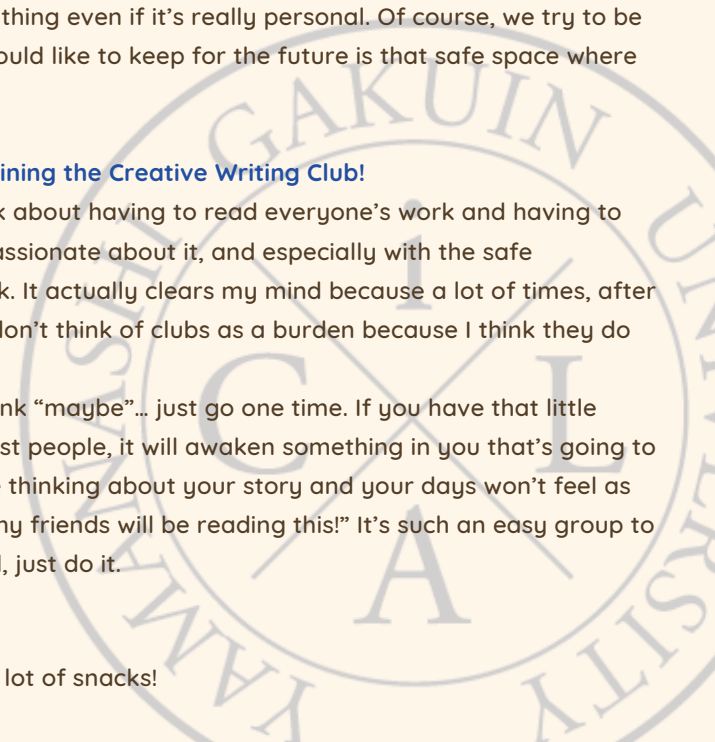 thing even if it’s really personal. Of course, we try to be
ould like to keep for the future is that safe space where
ining the Creative Writing Club!
k about having to read everyone’s work and having to
assionate about it, and especially with the safe
k. It actually clears my mind because a lot of times, after
don’t think of clubs as a burden because I think they do
nk “maybe”… just go one time. If you have that little
st people, it will awaken something in you that’s going to
e thinking about your story and your days won’t feel as
my friends will be reading this!” It’s such an easy group to
l, just do it.
lot of snacks!
YAMANASHI GAKUIN UNIVERSITY
i
C L
A